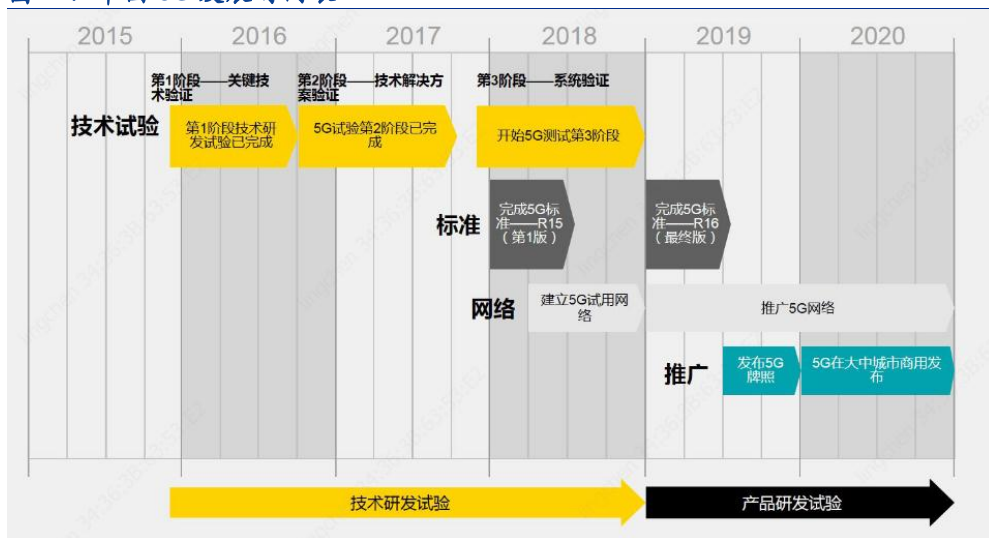 2015 2016 2017 2018 2019 2020
第1阶段——关键技
术验证
第2阶段——技术解决方
案验证
第3阶段——系统验证
技术试验
第1阶段技术研
发试验已完成
5G试验第2阶段已完
成
开始5G测试第3阶段
标准
完成5G标
准——R15
(第1版)
完成5G标
准——R16
(最终版)
网络
建立5G试用网
络
推广5G网络
推广
发布5G
牌照
5G在大中城市商用发
布
技术研发试验
产品研发试验